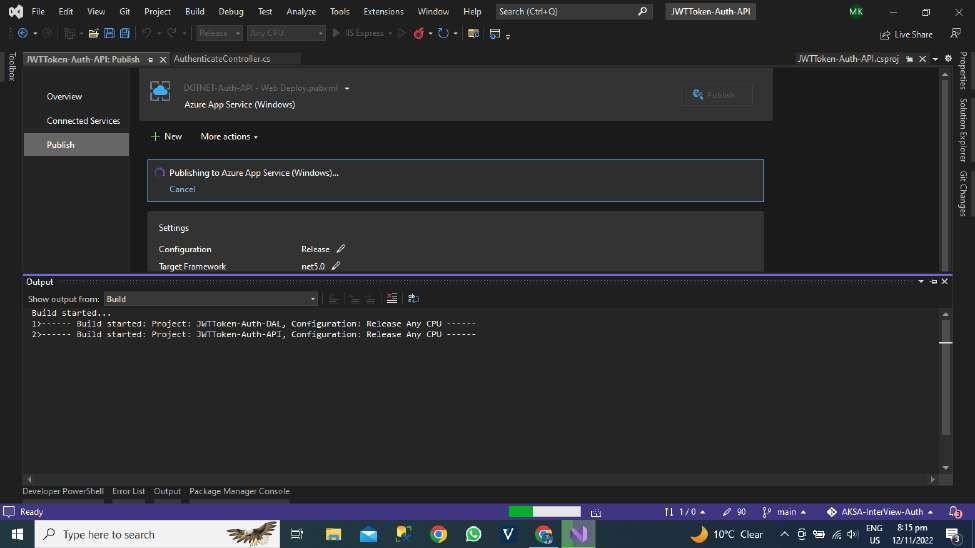 File Edit View Git Project Build Debug Test Analyze Tools Extensions Window Help Search (Ctrl+Q) JWTToken-Auth-API MK
Release Any CPU IIS Express Live Share
JWTToken-Auth-API: Publish AuthenticateController.cs JWTToken-Auth-API.csproj
Toolbox
Properties
Solution Explorer
Git Changes
Overview
Connected Services
Publish
DOTNET-Auth-API - Web Deploy.pubxml
Azure App Service (Windows)
Publish
New More actions
Publishing to Azure App Service (Windows)...
Cancel
Settings
Configuration Release
Target Framework net5.0
Output
Show output from: Build
Build started...
1>------ Build started: Project: JWTToken-Auth-DAL, Configuration: Release Any CPU ------
2>------ Build started: Project: JWTToken-Auth-API, Configuration: Release Any CPU ------
Developer PowerShell Error List Output Package Manager Console
Ready 1 / 0 90 main AKSA-InterView-Auth 3
Type here to search 10°C Clear ENG US 8:15 pm 12/11/2022 3